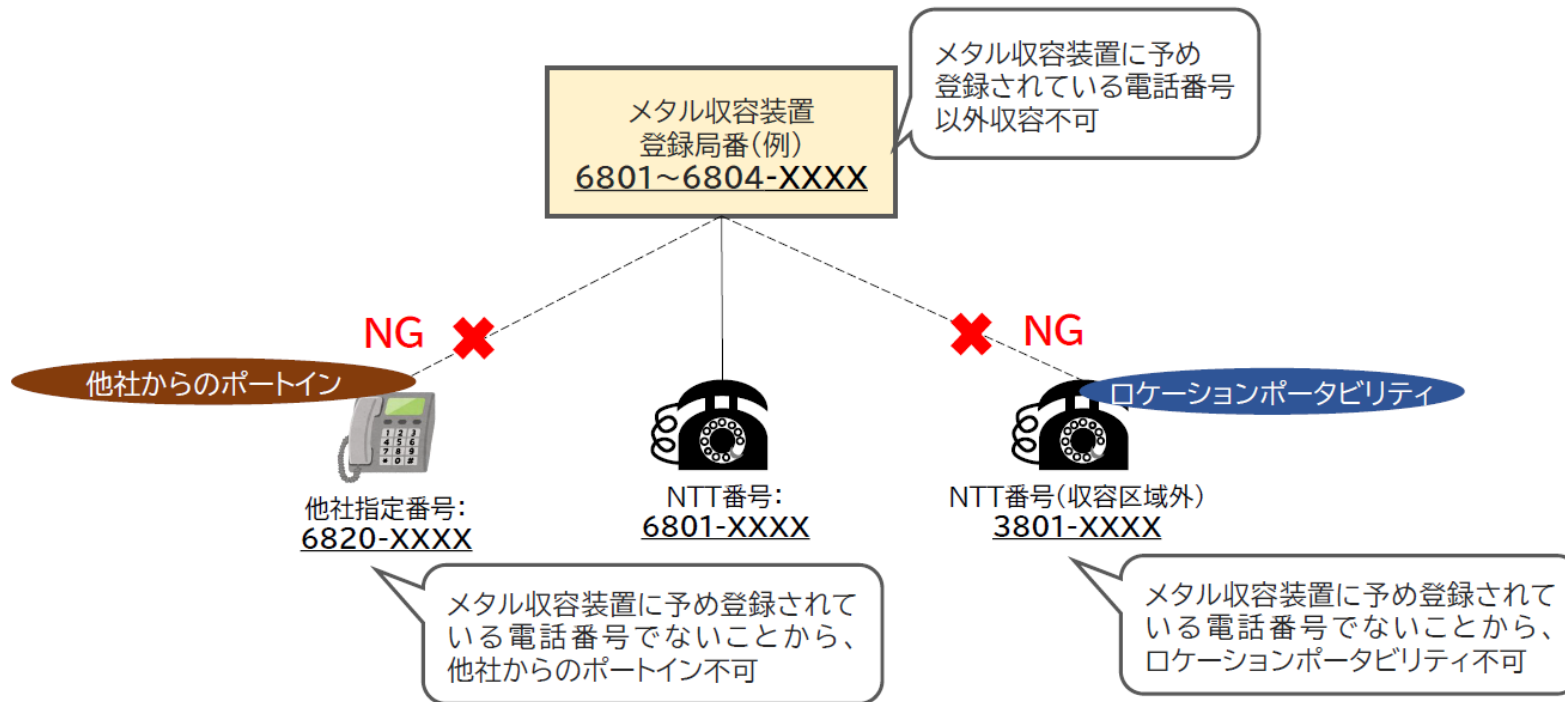 メタル収容装置に予め
登録されている電話番号
以外収容不可
メタル収容装置
登録局番(例)
6801~6804-XXXX
NG
NG
他社からのポートイン
ロケーションポータビリティ
他社指定番号:
6820-XXXX
NTT番号:
6801-XXXX
NTT番号(収容区域外)
3801-XXXX
メタル収容装置に予め登録されて
いる電話番号でないことから、
他社からのポートイン不可
メタル収容装置に予め登録されて
いる電話番号でないことから、
ロケーションポータビリティ不可